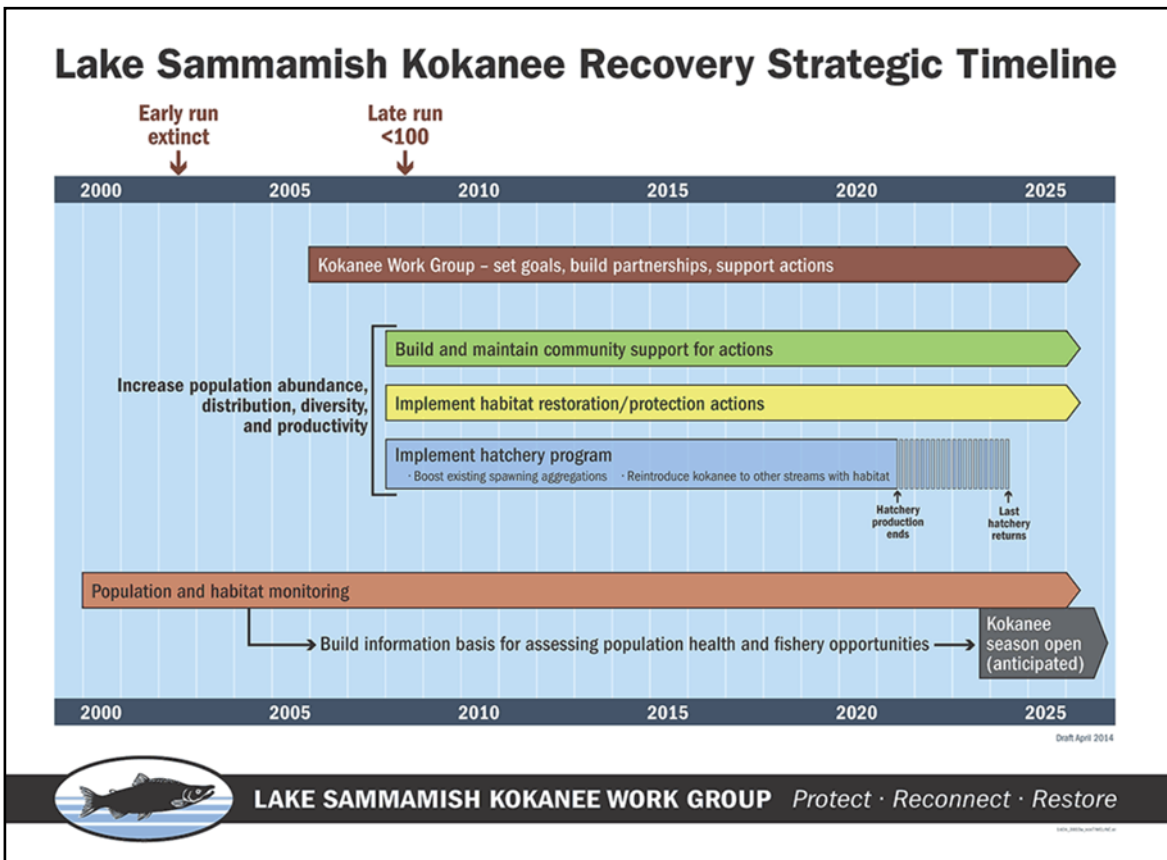 Lake Sammamish Kokanee Recovery Strategic Timeline
Early run
extinct
Late run
<100
2000 2005 2010 2015 2020 2025
Kokanee Work Group – set goals, build partnerships, support actions
Increase population abundance,
distribution, diversity,
and productivity
Build and maintain community support for actions
Implement habitat restoration/protection actions
Implement hatchery program
· Boost existing spawning aggregations · Reintroduce kokanee to other streams with habitat
Hatchery
production
ends
Last
hatchery
returns
Population and habitat monitoring
Build information basis for assessing population health and fishery opportunities
Kokanee
season open
(anticipated)
2000 2005 2010 2015 2020 2025
Draft April 2014
LAKE SAMMAMISH KOKANEE WORK GROUP Protect · Reconnect · Restore